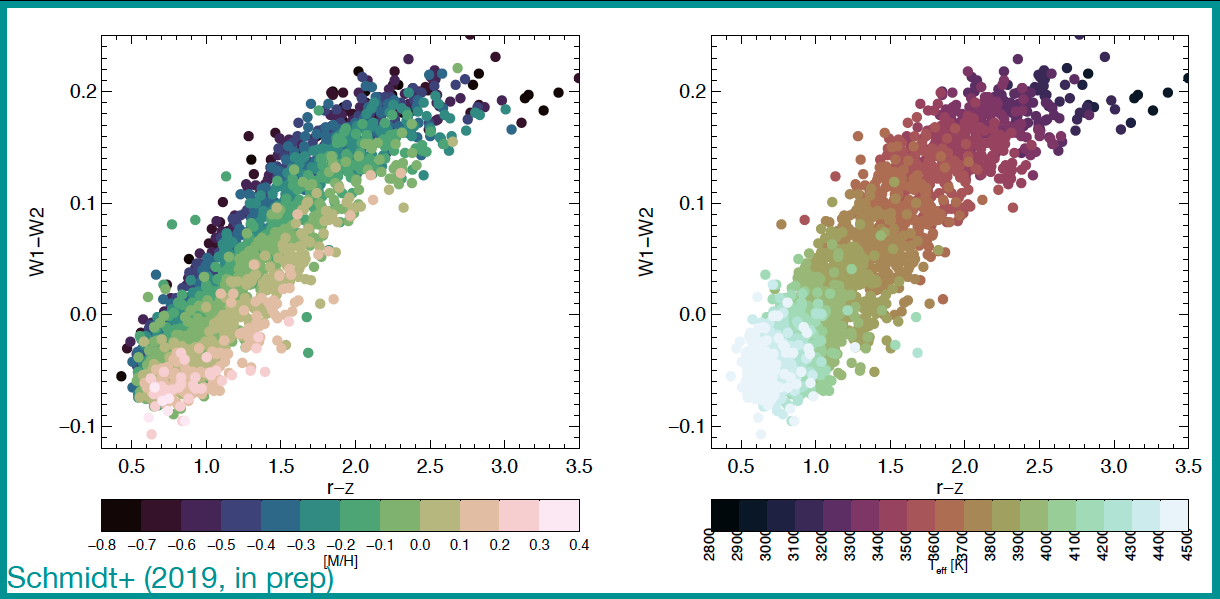 W1−W2
0.2
0.1
0.0
−0.1
0.5 1.0 1.5 2.0 2.5 3.0 3.5
r−z
−0.8 −0.7 −0.6 −0.5 −0.4 −0.3 −0.2 −0.1 0.0 0.1 0.2 0.3 0.4
[M/H]
W1−W2
0.2
0.1
0.0
−0.1
0.5 1.0 1.5 2.0 2.5 3.0 3.5
r−z
2800 2900 3000 3100 3200 3300 3400 3500 3600 3700 3800 3900 4000 4100 4200 4300 4400 4500
Teff [K]
Schmidt+ (2019, in prep)